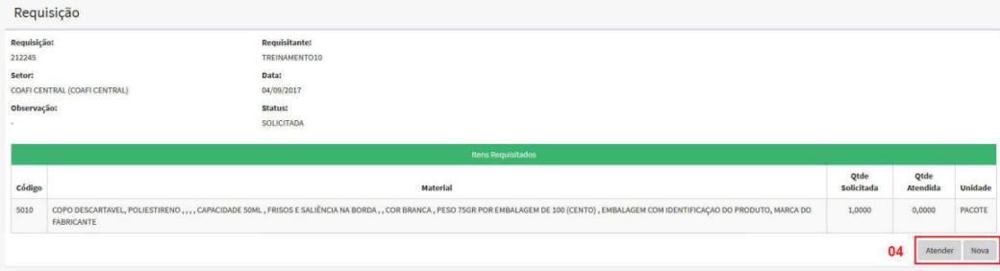 Requisição
Requisição: Requisitante:
212245 TREINAMENTO10
Setor: Data:
COAFI CENTRAL (COAFI CENTRAL) 04/09/2017
Observação: Status:
- SOLICITADA
Itens Requisitados
Código Material Qtde Solicitada Qtde Atendida Unidade
5010 COPO DESCARTAVEL, POLIESTIRENO , , , , CAPACIDADE 50ML , FRISOS E SALIÊNCIA NA BORDA , , COR BRANCA , PESO 75GR POR EMBALAGEM DE 100 (CENTO) , EMBALAGEM COM IDENTIFICAÇAO DO PRODUTO, MARCA DO FABRICANTE 1,0000 0,0000 PACOTE
04 Atender Nova